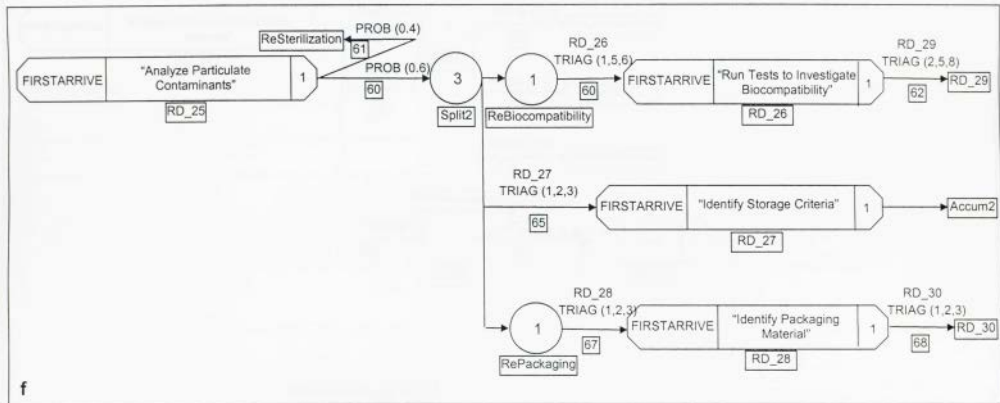 PROB (0.4)
ReSterilization
61
FIRSTARRIVE
"Analyze Particulate
Contaminants"
1
RD_25
PROB (0.6)
60
3
Split2
1
ReBiocompatibility
RD_26
TRIAG (1,5,6)
60
FIRSTARRIVE
"Run Tests to Investigate
Biocompatibility"
1
RD_26
RD_29
TRIAG (2,5,8)
62
RD_29
RD_27
TRIAG (1,2,3)
65
FIRSTARRIVE
"Identify Storage Criteria"
1
RD_27
Accum2
1
RePackaging
RD_28
TRIAG (1,2,3)
67
FIRSTARRIVE
"Identify Packaging
Material"
1
RD_28
RD_30
TRIAG (1,2,3)
68
RD_30
f